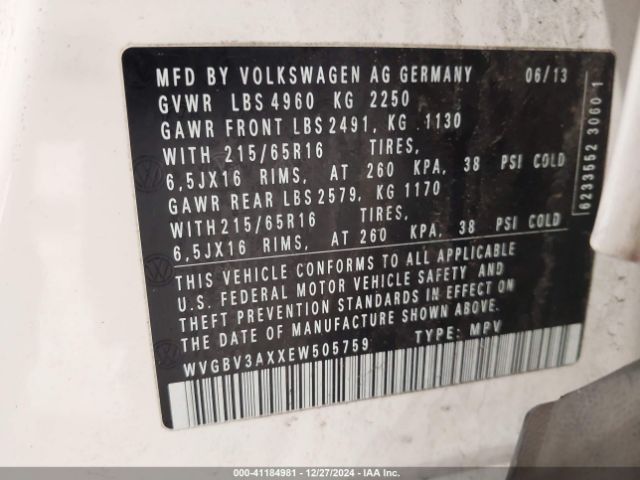 MFD BY VOLKSWAGEN AG GERMANY 06/13
GVWR LBS 4960 KG 2250
GAWR FRONT LBS 2491, KG 1130
WITH 215/65R16 TIRES,
6,5JX16 RIMS, AT 260 KPA, 38 PSI COLD
GAWR REAR LBS 2579, KG 1170
WITH 215/65R16 TIRES,
6,5JX16 RIMS, AT 260 KPA, 38 PSI COLD
THIS VEHICLE CONFORMS TO ALL APPLICABLE
U.S. FEDERAL MOTOR VEHICLE SAFETY AND
THEFT PREVENTION STANDARDS IN EFFECT ON
THE DATE OF MANUFACTURE SHOWN ABOVE.
WVGBV3AXXEW505759 TYPE: MPV
6233552 3060 1
000-41184981 - 12/27/2024 - IAA Inc.